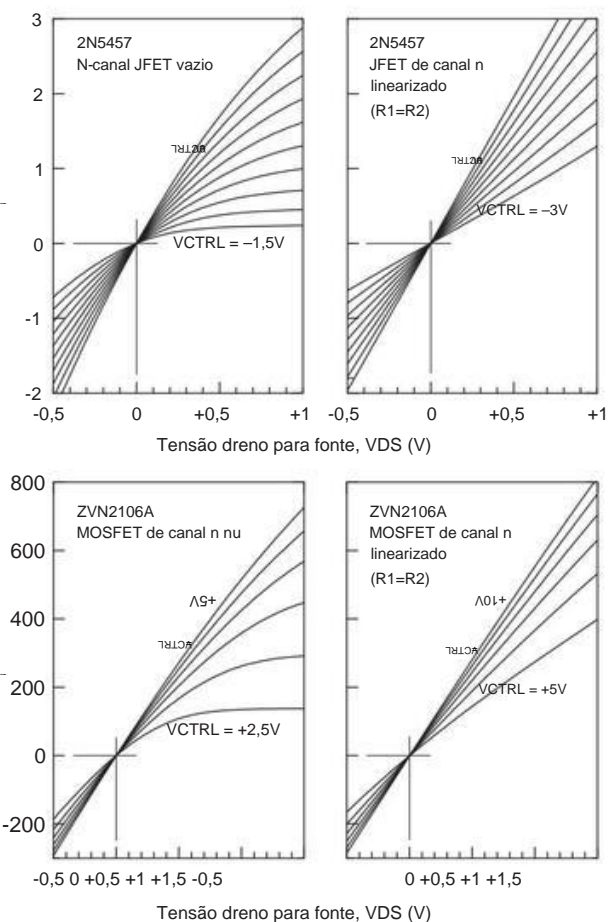 3
2
1
0
-1
-2
2N5457
N-canal JFET vazio
VCTRL = –1,5V
2N5457
JFET de canal n
linearizado
(R1=R2)
VCTRL = –3V
-0,5 0 +0,5 +1 -0,5 0 +0,5 +1
Tensão dreno para fonte, VDS (V)
800
600
400
200
0
-200
ZVN2106A
MOSFET de canal n nu
+5V
VCTRL = +2,5V
ZVN2106A
MOSFET de canal n
linearizado
(R1=R2)
+10V
VCTRL = +5V
-0,5 0 +0,5 +1 +1,5 -0,5 0 +0,5 +1 +1,5
Tensão dreno para fonte, VDS (V)